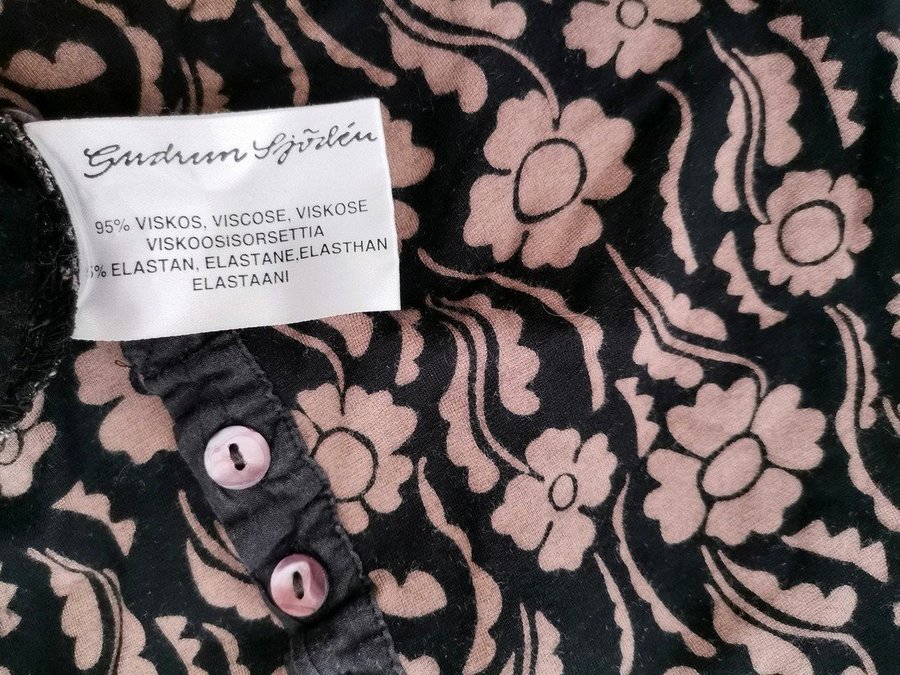 Gudrun Sjödén
95% VISKOS, VISCOSE, VISKOSE
VISKOOSISORSETTIA
5% ELASTAN, ELASTANE,ELASTHAN
ELASTAANI